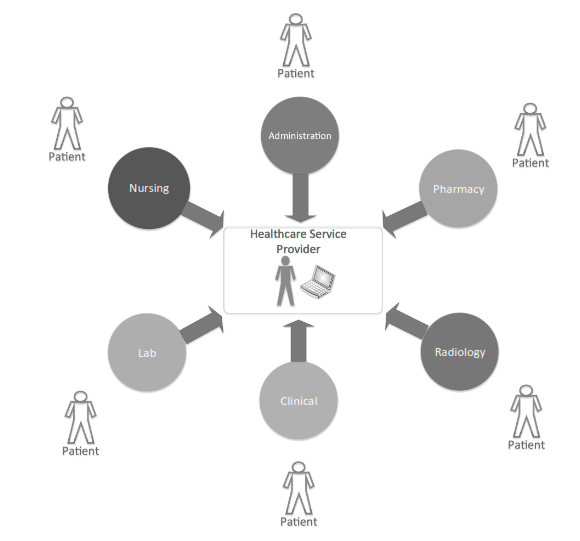 Patient
Patient
Patient
Administration
Nursing
Pharmacy
Healthcare Service
Provider
Lab
Radiology
Clinical
Patient
Patient
Patient